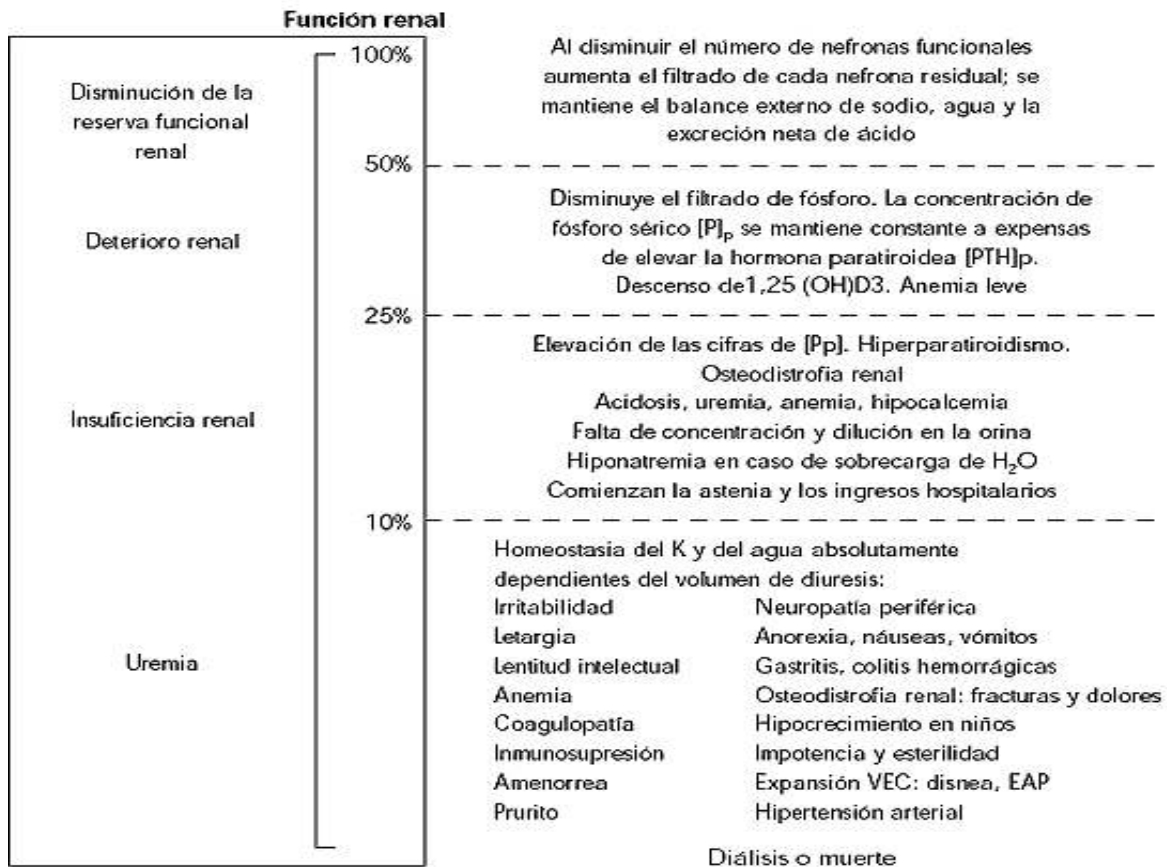 Función renal
100%
Disminución de la
reserva funcional
renal
Al disminuir el número de nefronas funcionales
aumenta el filtrado de cada nefrona residual; se
mantiene el balance externo de sodio, agua y la
excreción neta de ácido
50%
Deterioro renal
Disminuye el filtrado de fósforo. La concentración de
fósforo sérico [P]p se mantiene constante a expensas
de elevar la hormona paratiroidea [PTH]p.
Descenso de1,25 (OH)D3. Anemia leve
25%
Insuficiencia renal
Elevación de las cifras de [Pp]. Hiperparatiroidismo.
Osteodistrofia renal
Acidosis, uremia, anemia, hipocalcemia
Falta de concentración y dilución en la orina
Hiponatremia en caso de sobrecarga de H₂O
Comienzan la astenia y los ingresos hospitalarios
10%
Uremia
Homeostasia del K y del agua absolutamente
dependientes del volumen de diuresis:
Irritabilidad Neuropatía periférica
Letargia Anorexia, náuseas, vómitos
Lentitud intelectual Gastritis, colitis hemorrágicas
Anemia Osteodistrofía renal: fracturas y dolores
Coagulopatía Hipocrecimiento en niños
Inmunosupresión Impotencia y esterilidad
Amenorrea Expansión VEC: disnea, EAP
Prurito Hipertensión arterial
Diálisis o muerte